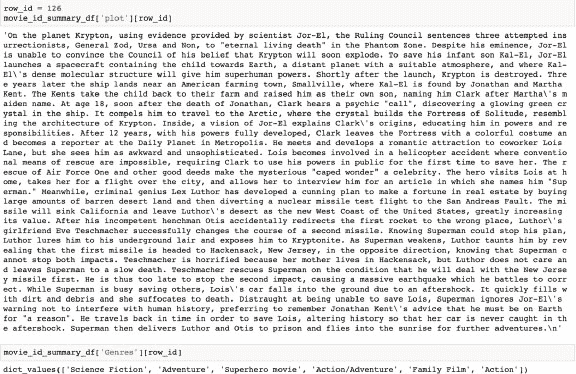 row_id = 126
movie_id_summary_df['plot'][row_id]
'On the planet Krypton, using evidence provided by scientist Jor-El, the Ruling Council sentences three attempted ins
urrectionists, General Zod, Ursa and Non, to "eternal living death" in the Phantom Zone. Despite his eminence, Jor-El
is unable to convince the Council of his belief that Krypton will soon explode. To save his infant son Kal-El, Jor-El
launches a spacecraft containing the child towards Earth, a distant planet with a suitable atmosphere, and where Kal-
El\'s dense molecular structure will give him superhuman powers. Shortly after the launch, Krypton is destroyed. Thre
e years later the ship lands near an American farming town, Smallville, where Kal-El is found by Jonathan and Martha
Kent. The Kents take the child back to their farm and raised him as their own son, naming him Clark after Martha\'s m
aiden name. At age 18, soon after the death of Jonathan, Clark hears a psychic "call", discovering a glowing green cr
ystal in the ship. It compels him to travel to the Arctic, where the crystal builds the Fortress of Solitude, resembl
ing the architecture of Krypton. Inside, a vision of Jor-El explains Clark\'s origins, educating him in powers and re
sponsibilities. After 12 years, with his powers fully developed, Clark leaves the Fortress with a colorful costume an
d becomes a reporter at the Daily Planet in Metropolis. He meets and develops a romantic attraction to coworker Lois
Lane, but she sees him as awkward and unsophisticated. Lois becomes involved in a helicopter accident where conventio
nal means of rescue are impossible, requiring Clark to use his powers in public for the first time to save her. The r
escue of Air Force One and other good deeds make the mysterious "caped wonder" a celebrity. The hero visits Lois at h
ome, takes her for a flight over the city, and allows her to interview him for an article in which she names him "Sup
erman." Meanwhile, criminal genius Lex Luthor has developed a cunning plan to make a fortune in real estate by buying
large amounts of barren desert land and then diverting a nuclear missile test flight to the San Andreas Fault. The mi
ssile will sink California and leave Luthor\'s desert as the new West Coast of the United States, greatly increasing
its value. After his incompetent henchman Otis accidentally redirects the first rocket to the wrong place, Luthor\'s
girlfriend Eve Teschmacher successfully changes the course of a second missile. Knowing Superman could stop his plan,
Luthor lures him to his underground lair and exposes him to Kryptonite. As Superman weakens, Luthor taunts him by rev
ealing that the first missile is headed to Hackensack, New Jersey, in the opposite direction, knowing that Superman c
annot stop both impacts. Teschmacher is horrified because her mother lives in Hackensack, but Luthor does not care an
d leaves Superman to a slow death. Teschmacher rescues Superman on the condition that he will deal with the New Jerse
y missile first. He is thus too late to stop the second impact, causing a massive earthquake which he battles to corr
ect. While Superman is busy saving others, Lois\'s car falls into the ground due to an aftershock. It quickly fills w
ith dirt and debris and she suffocates to death. Distraught at being unable to save Lois, Superman ignores Jor-El\'s
warning not to interfere with human history, preferring to remember Jonathan Kent\'s advice that he must be on Earth
for "a reason". He travels back in time in order to save Lois, altering history so that her car is never caught in th
e aftershock. Superman then delivers Luthor and Otis to prison and flies into the sunrise for further adventures.\n'
movie_id_summary_df['Genres'][row_id]
dict_values(['Science Fiction', 'Adventure', 'Superhero movie', 'Action/Adventure', 'Family Film', 'Action'])